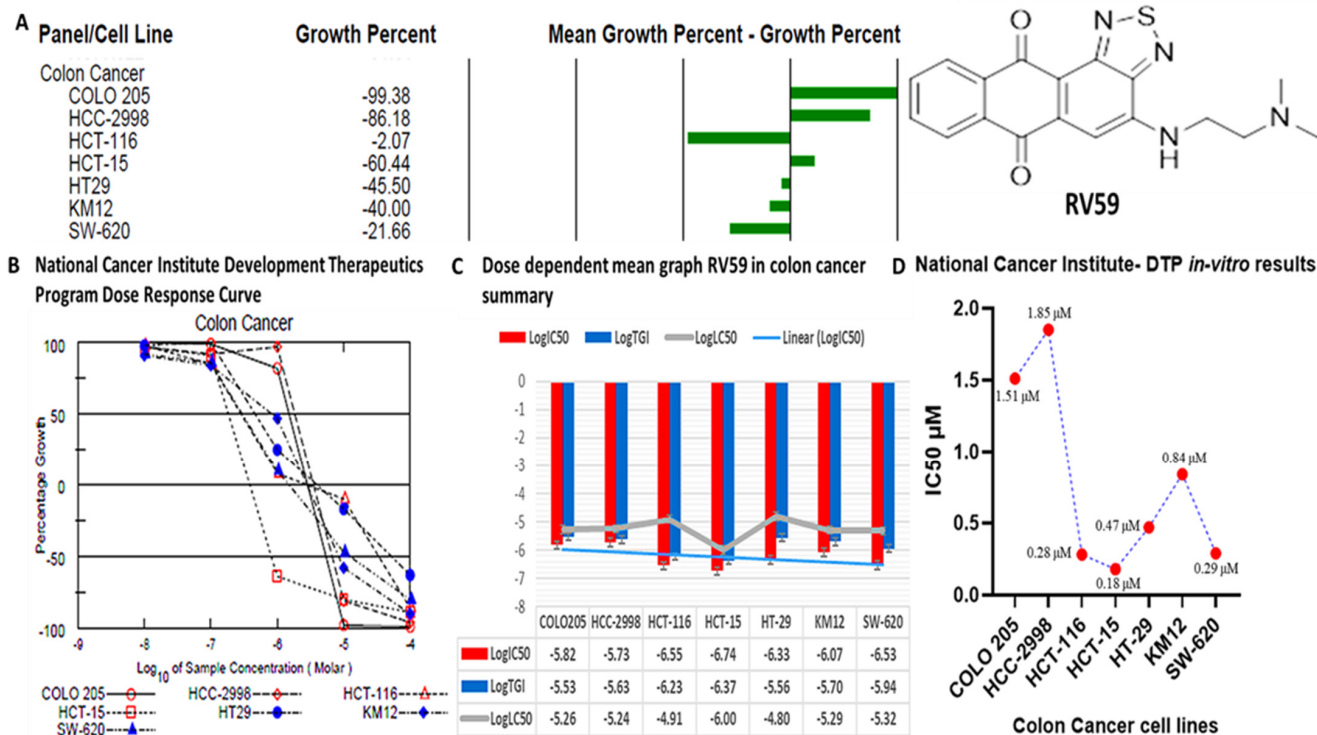 A
Panel/Cell Line Growth Percent Mean Growth Percent - Growth Percent
Colon Cancer
COLO 205 -99.38
HCC-2998 -86.18
HCT-116 -2.07
HCT-15 -60.44
HT29 -45.50
KM12 -40.00
SW-620 -21.66
O
O
N
S
N
N
H
N
RV59
B National Cancer Institute Development Therapeutics
Program Dose Response Curve
Colon Cancer
Percentage Growth
100
50
0
-50
-100
-9 -8 -7 -6 -5 -4
Log10 of Sample Concentration ( Molar )
COLO 205 HCC-2998 HCT-116
HCT-15 HT29 KM12
SW-620
C Dose dependent mean graph RV59 in colon cancer
summary
LogIC50 LogTGI LogLC50 Linear (LogIC50)
0
-1
-2
-3
-4
-5
-6
-7
-8
COLO205 HCC-2998 HCT-116 HCT-15 HT-29 KM12 SW-620
LogIC50 -5.82 -5.73 -6.55 -6.74 -6.33 -6.07 -6.53
LogTGI -5.53 -5.63 -6.23 -6.37 -5.56 -5.70 -5.94
LogLC50 -5.26 -5.24 -4.91 -6.00 -4.80 -5.29 -5.32
D National Cancer Institute- DTP in-vitro results
IC50 μM
2.0
1.5
1.0
0.5
0.0
1.51 μM
1.85 μM
0.28 μM
0.18 μM
0.47 μM
0.84 μM
0.29 μM
COLO 205
HCC-2998
HCT-116
HCT-15
HT-29
KM12
SW-620
Colon Cancer cell lines